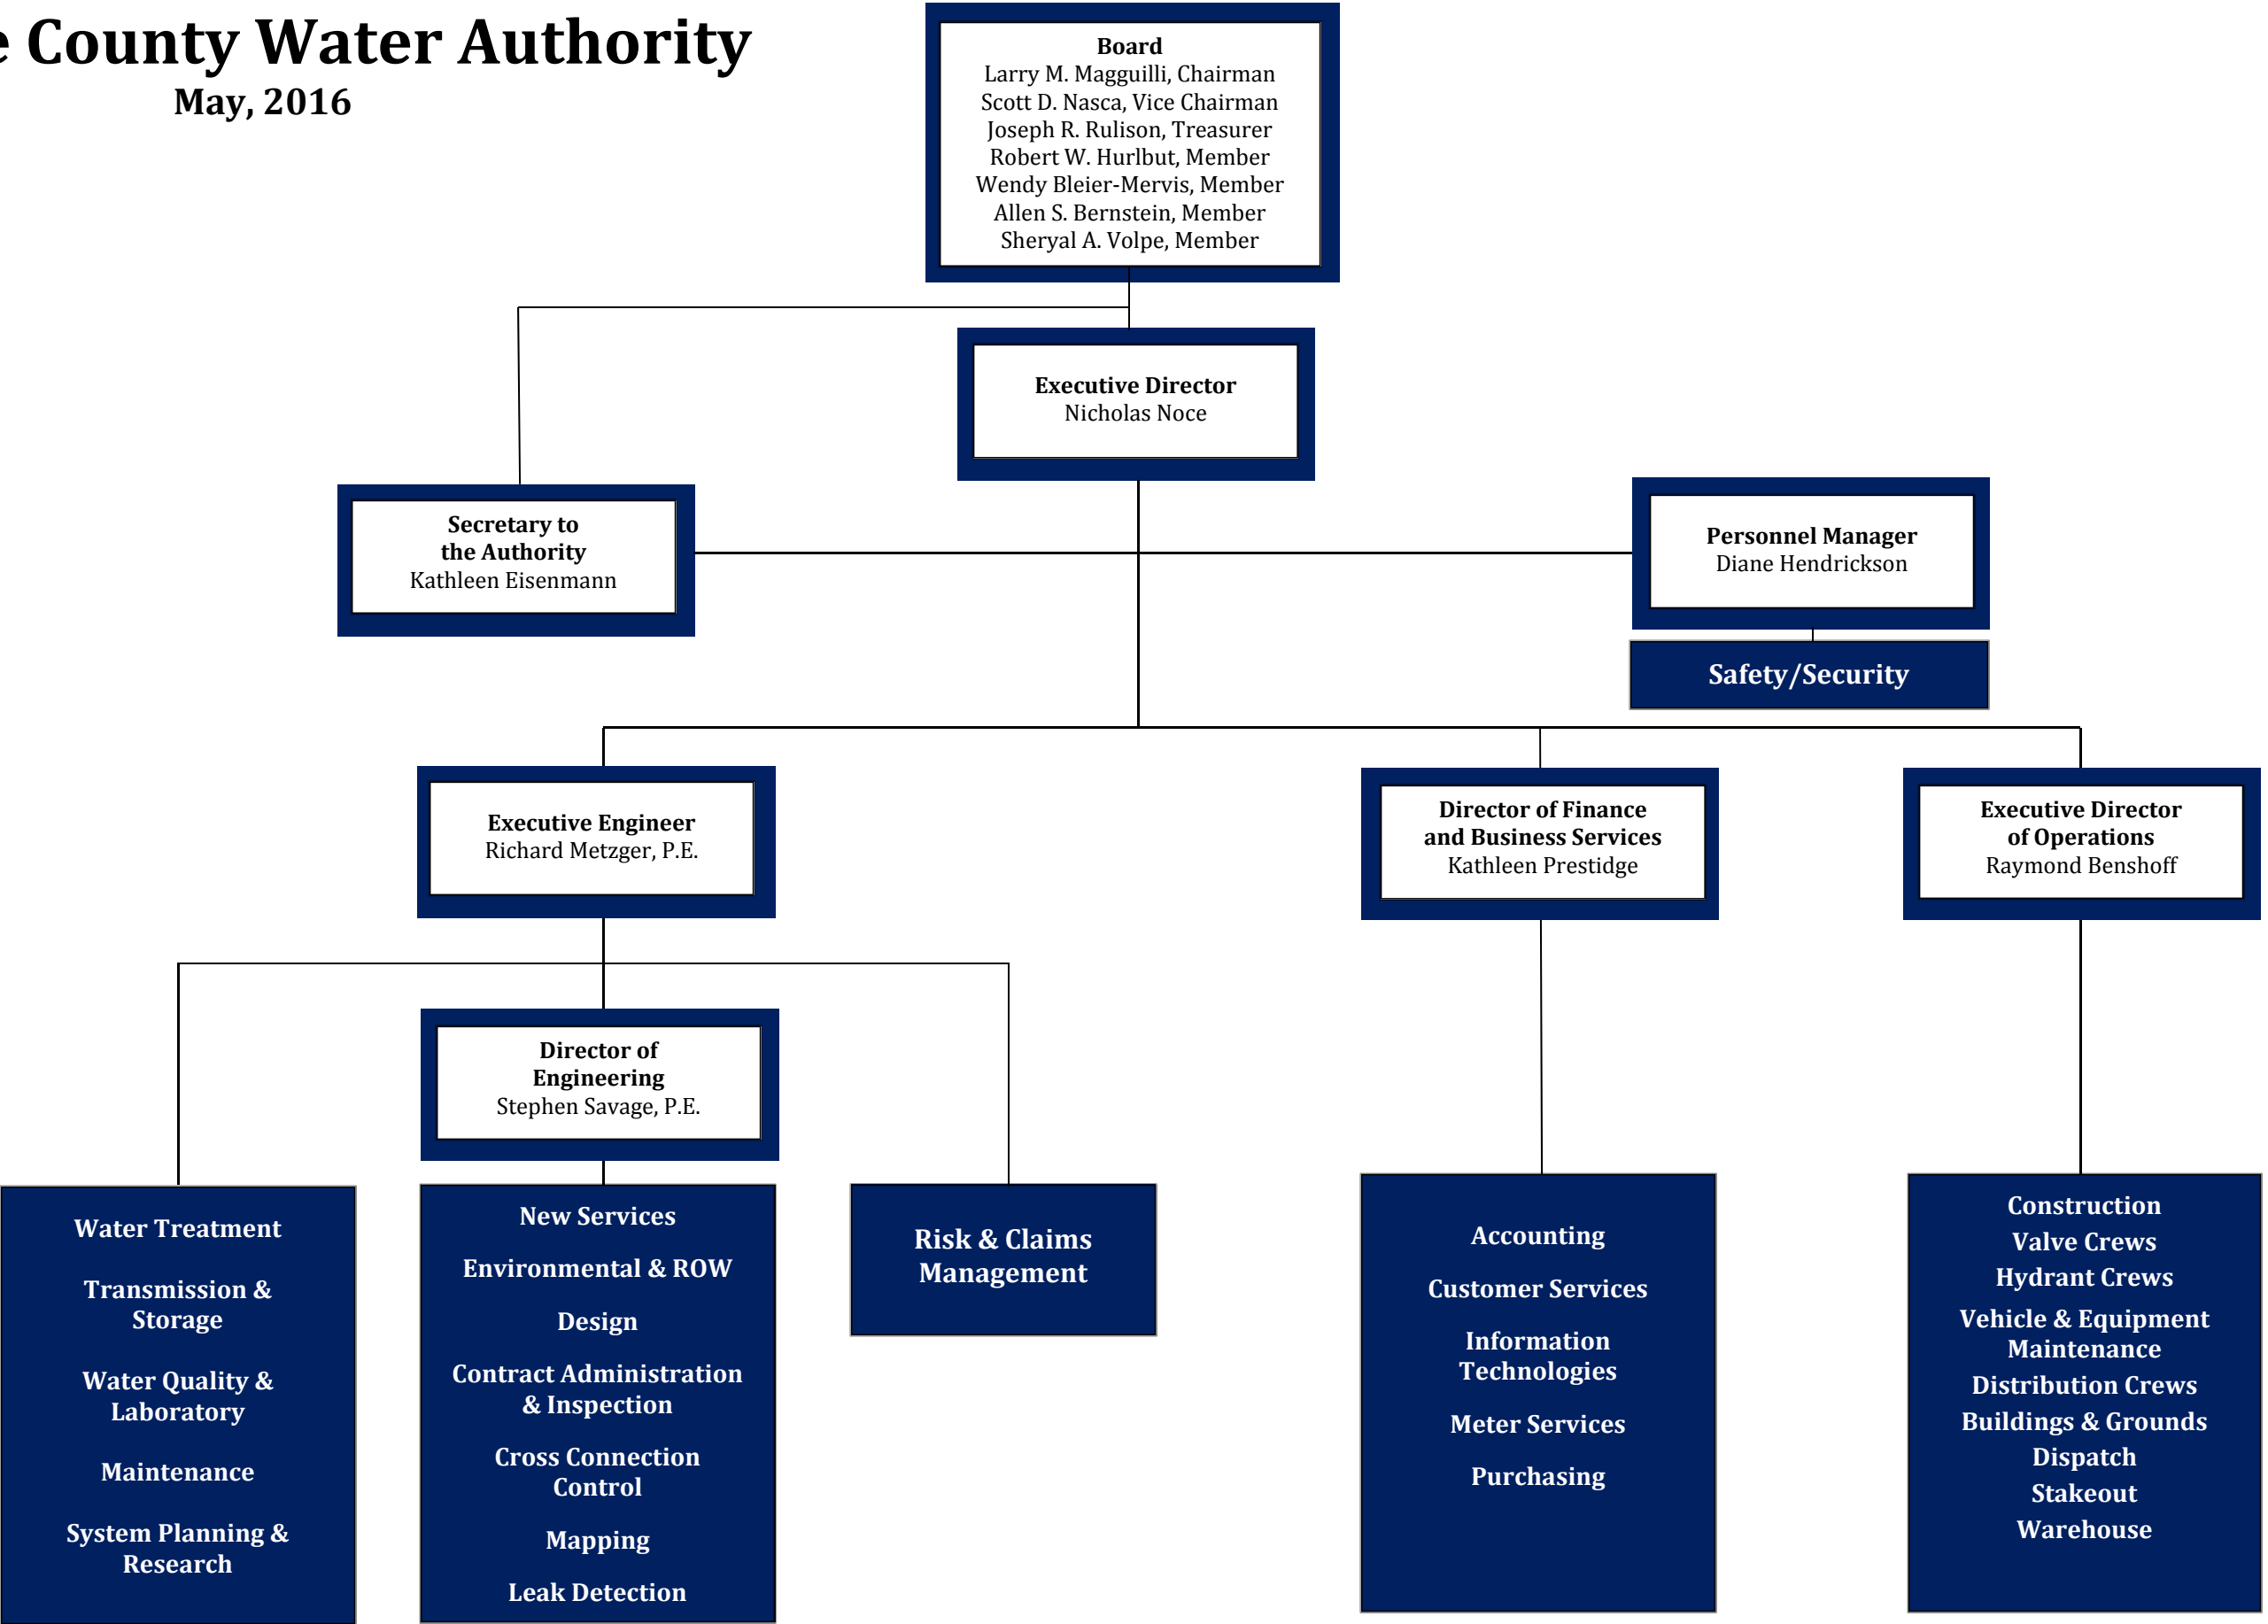 e County Water Authority
May, 2016
Board
Larry M. Magguilli, Chairman
Scott D. Nasca, Vice Chairman
Joseph R. Rulison, Treasurer
Robert W. Hurlbut, Member
Wendy Bleier-Mervis, Member
Allen S. Bernstein, Member
Sheryal A. Volpe, Member
Executive Director
Nicholas Noce
Secretary to
the Authority
Kathleen Eisenmann
Personnel Manager
Diane Hendrickson
Safety/Security
Executive Engineer
Richard Metzger, P.E.
Director of Finance
and Business Services
Kathleen Prestidge
Executive Director
of Operations
Raymond Benshoff
Director of
Engineering
Stephen Savage, P.E.
Water Treatment
Transmission &
Storage
Water Quality &
Laboratory
Maintenance
System Planning &
Research
New Services
Environmental & ROW
Design
Contract Administration
& Inspection
Cross Connection
Control
Mapping
Leak Detection
Risk & Claims
Management
Accounting
Customer Services
Information
Technologies
Meter Services
Purchasing
Construction
Valve Crews
Hydrant Crews
Vehicle & Equipment
Maintenance
Distribution Crews
Buildings & Grounds
Dispatch
Stakeout
Warehouse